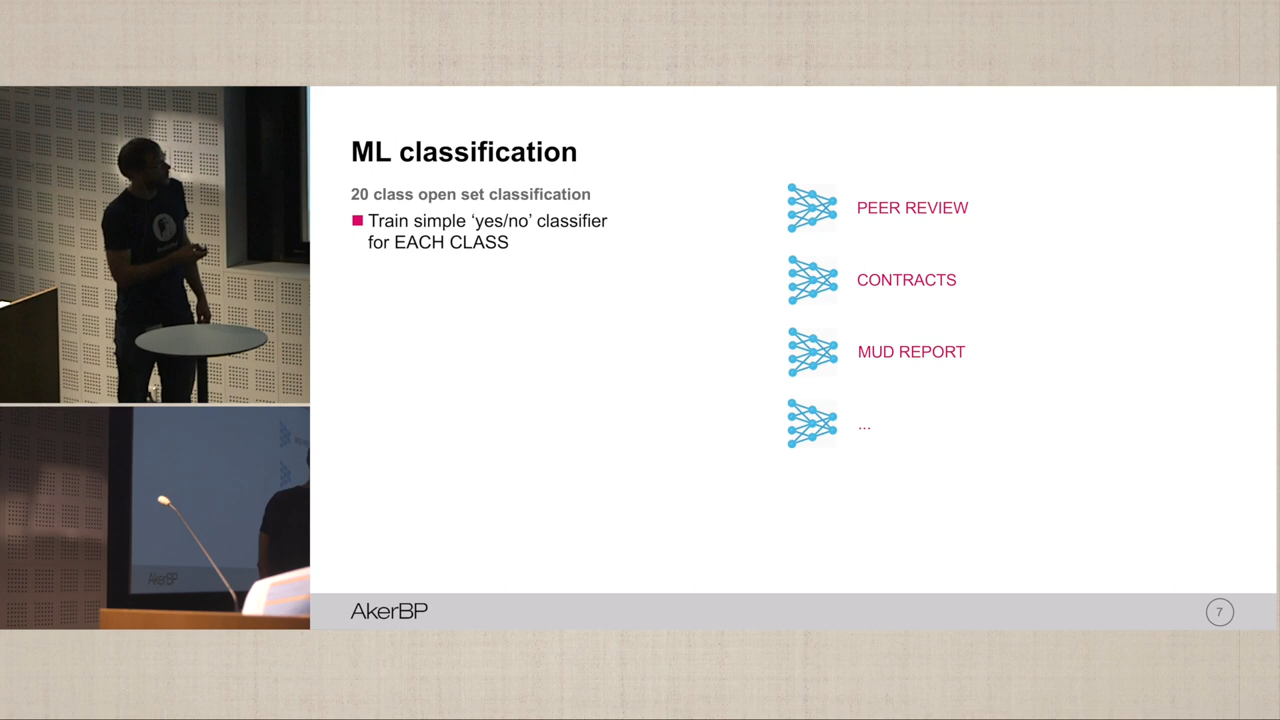 ML classification
20 class open set classification
Train simple ‘yes/no’ classifier
for EACH CLASS
PEER REVIEW
CONTRACTS
MUD REPORT
...
AkerBP
7
AkerBP